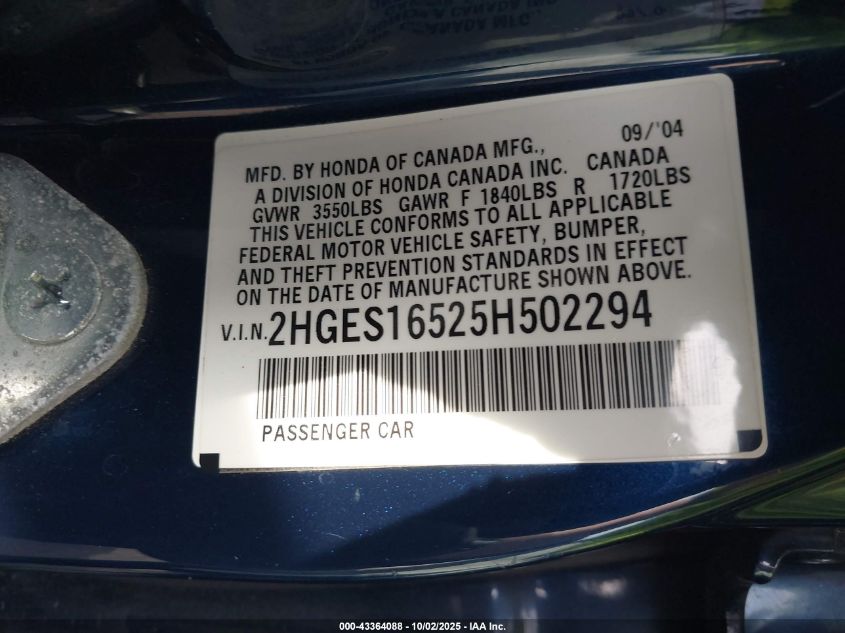 09/'04
MFD. BY HONDA OF CANADA MFG.,
A DIVISION OF HONDA CANADA INC. CANADA
GVWR 3550LBS GAWR F 1840LBS R 1720LBS
THIS VEHICLE CONFORMS TO ALL APPLICABLE
FEDERAL MOTOR VEHICLE SAFETY, BUMPER,
AND THEFT PREVENTION STANDARDS IN EFFECT
ON THE DATE OF MANUFACTURE SHOWN ABOVE.
V.I.N. 2HGES16525H502294
PASSENGER CAR
000-43364088 - 10/02/2025 - IAA Inc.